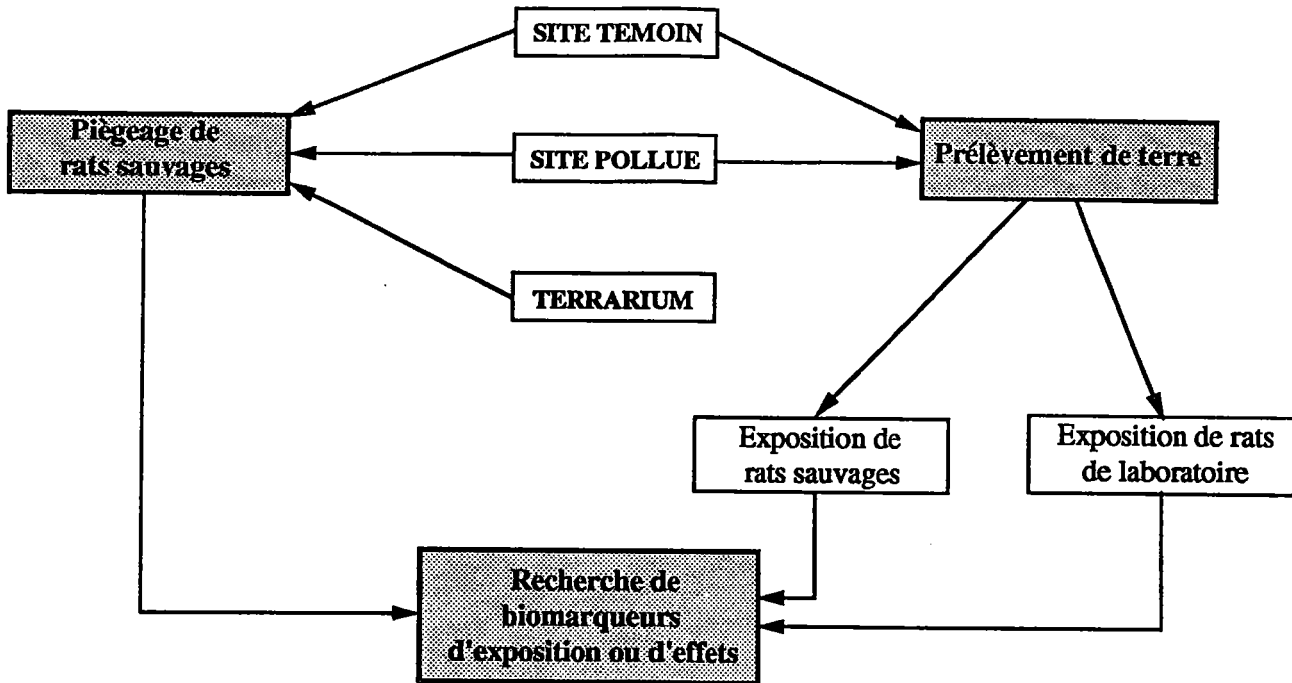 SITE TEMOIN
Piègeage de
rats sauvages
SITE POLLUE
Prélèvement de terre
TERRARIUM
Exposition de
rats sauvages
Exposition de rats
de laboratoire
Recherche de
biomarqueurs
d'exposition ou d'effets